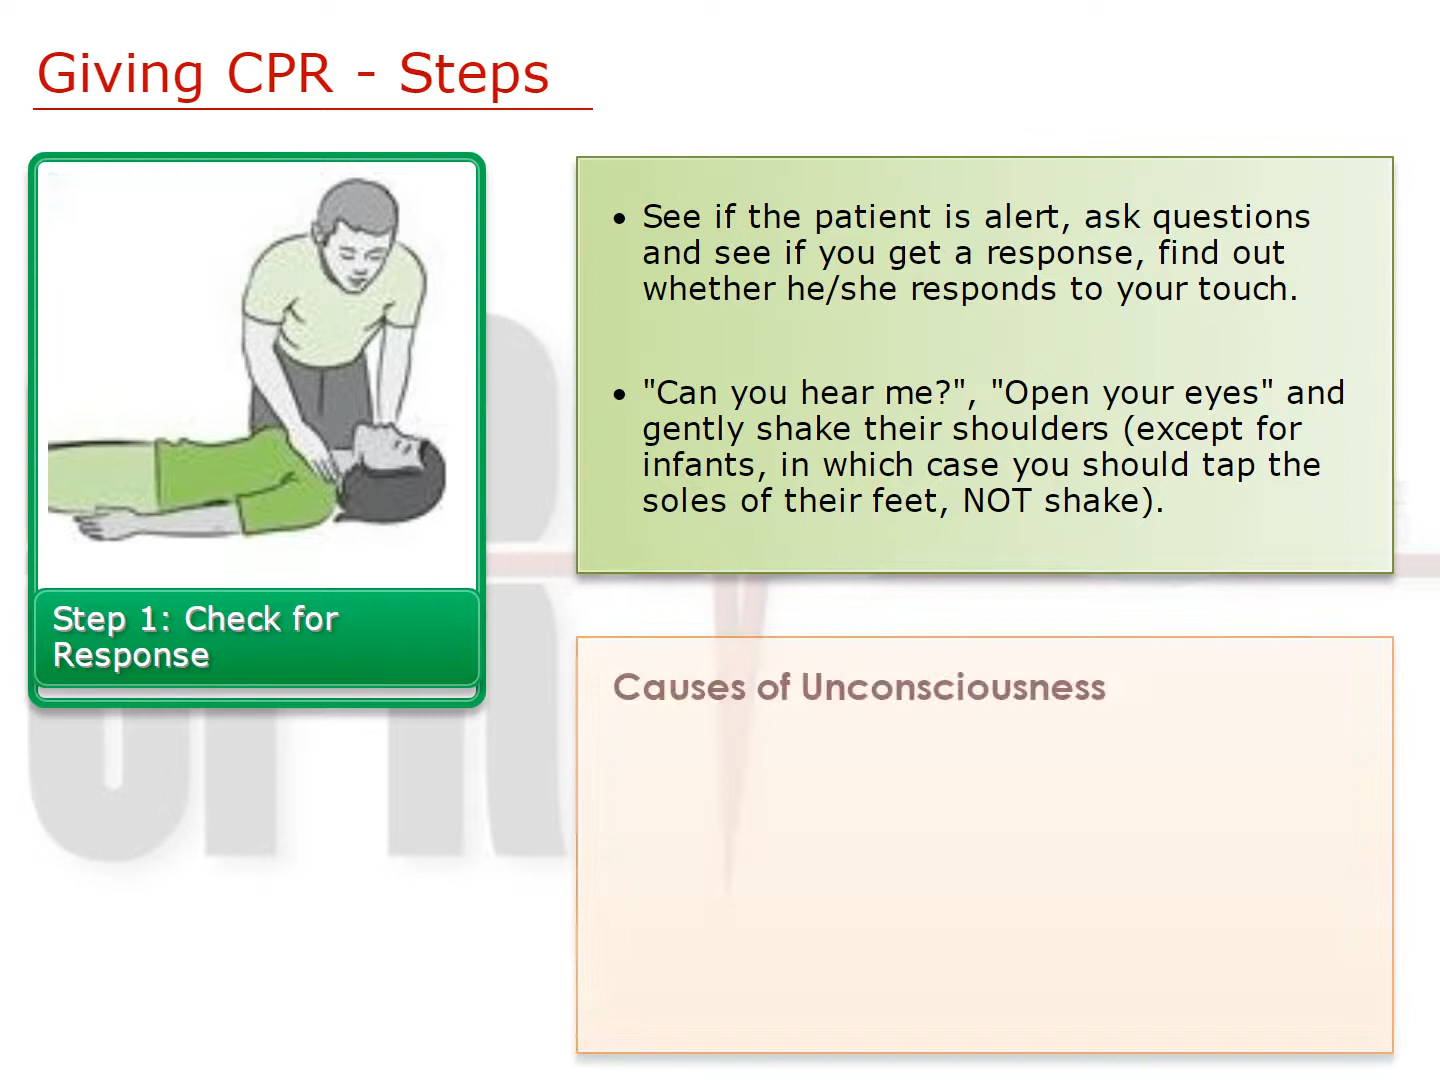 Giving CPR - Steps
Step 1: Check for
Response
• See if the patient is alert, ask questions
and see if you get a response, find out
whether he/she responds to your touch.
• "Can you hear me?", "Open your eyes" and
gently shake their shoulders (except for
infants, in which case you should tap the
soles of their feet, NOT shake).
Causes of Unconsciousness